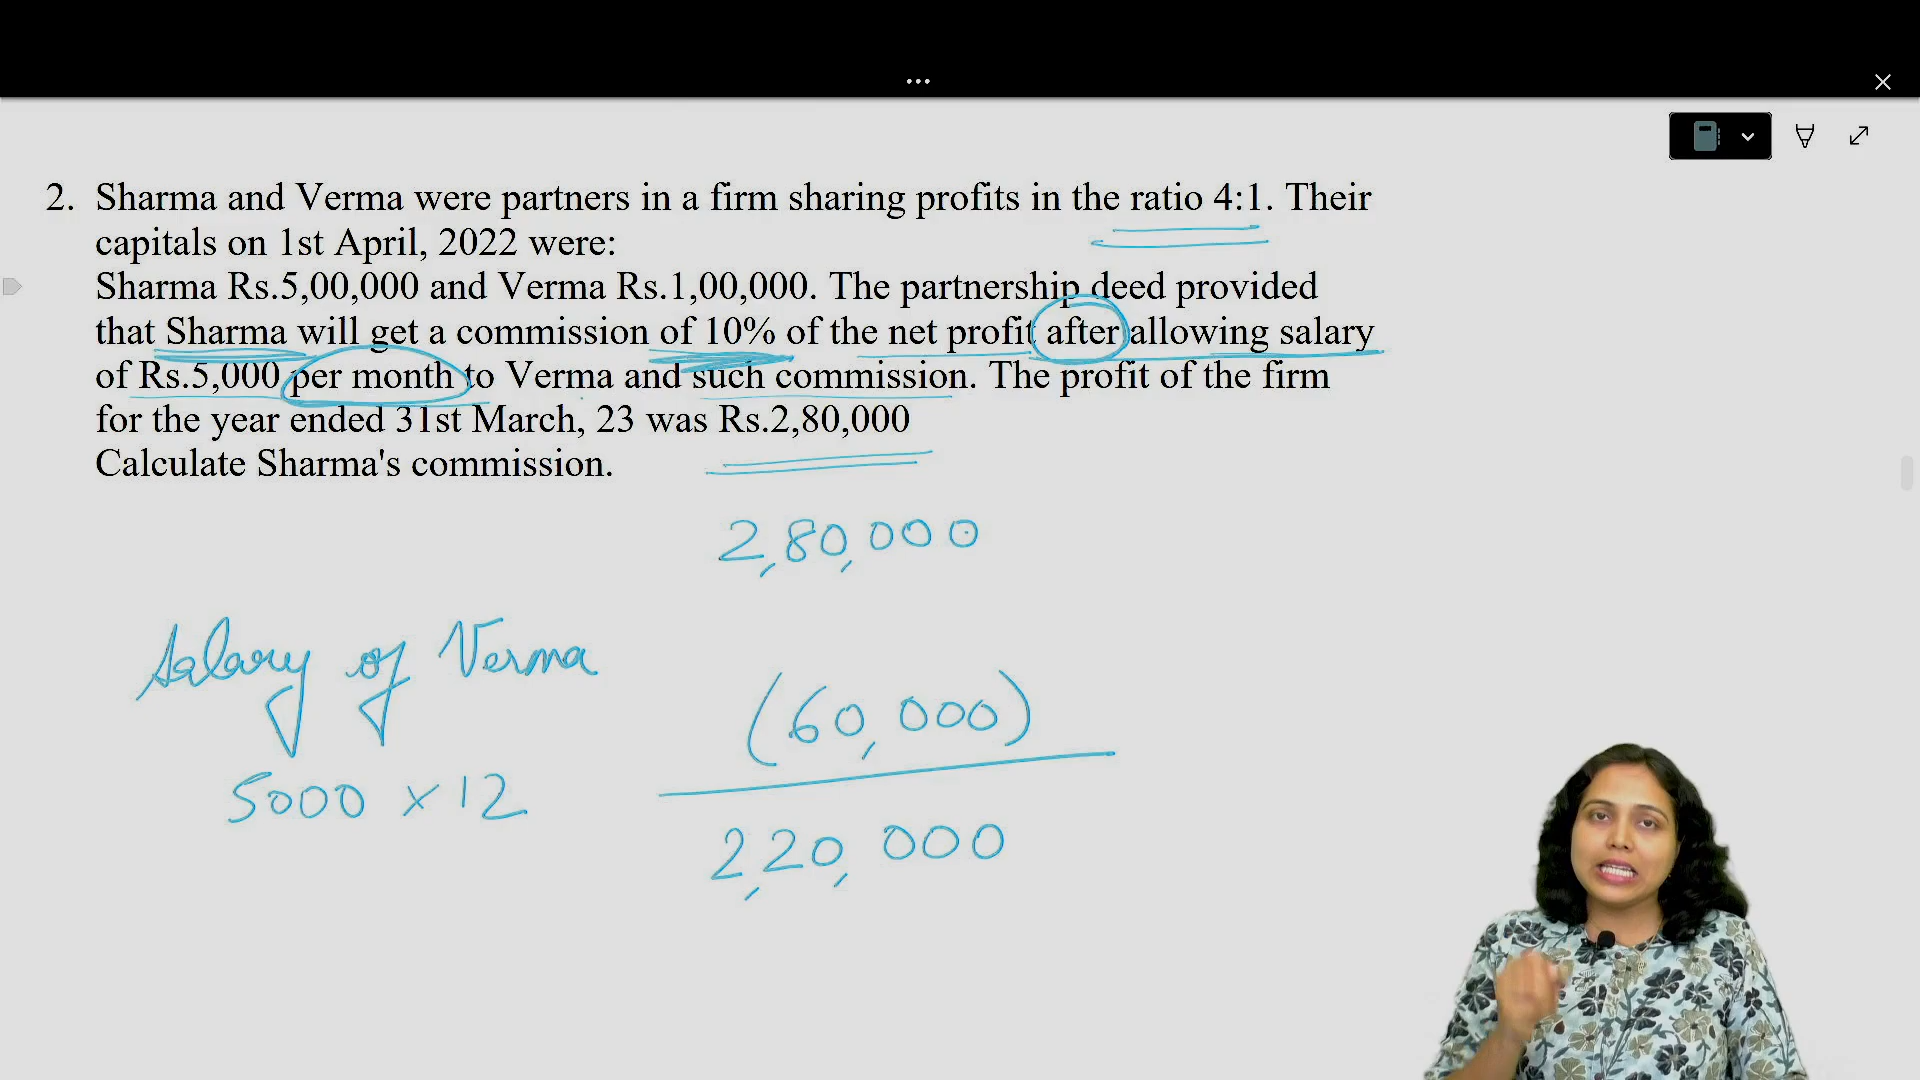 2. Sharma and Verma were partners in a firm sharing profits in the ratio 4:1. Their
capitals on 1st April, 2022 were:
Sharma Rs.5,00,000 and Verma Rs.1,00,000. The partnership deed provided
that Sharma will get a commission of 10% of the net profit after allowing salary
of Rs.5,000 per month to Verma and such commission. The profit of the firm
for the year ended 31st March, 23 was Rs.2,80,000
Calculate Sharma's commission.
2,80,000
Salary of Verma
(60,000)
5000 × 12
2,20,000